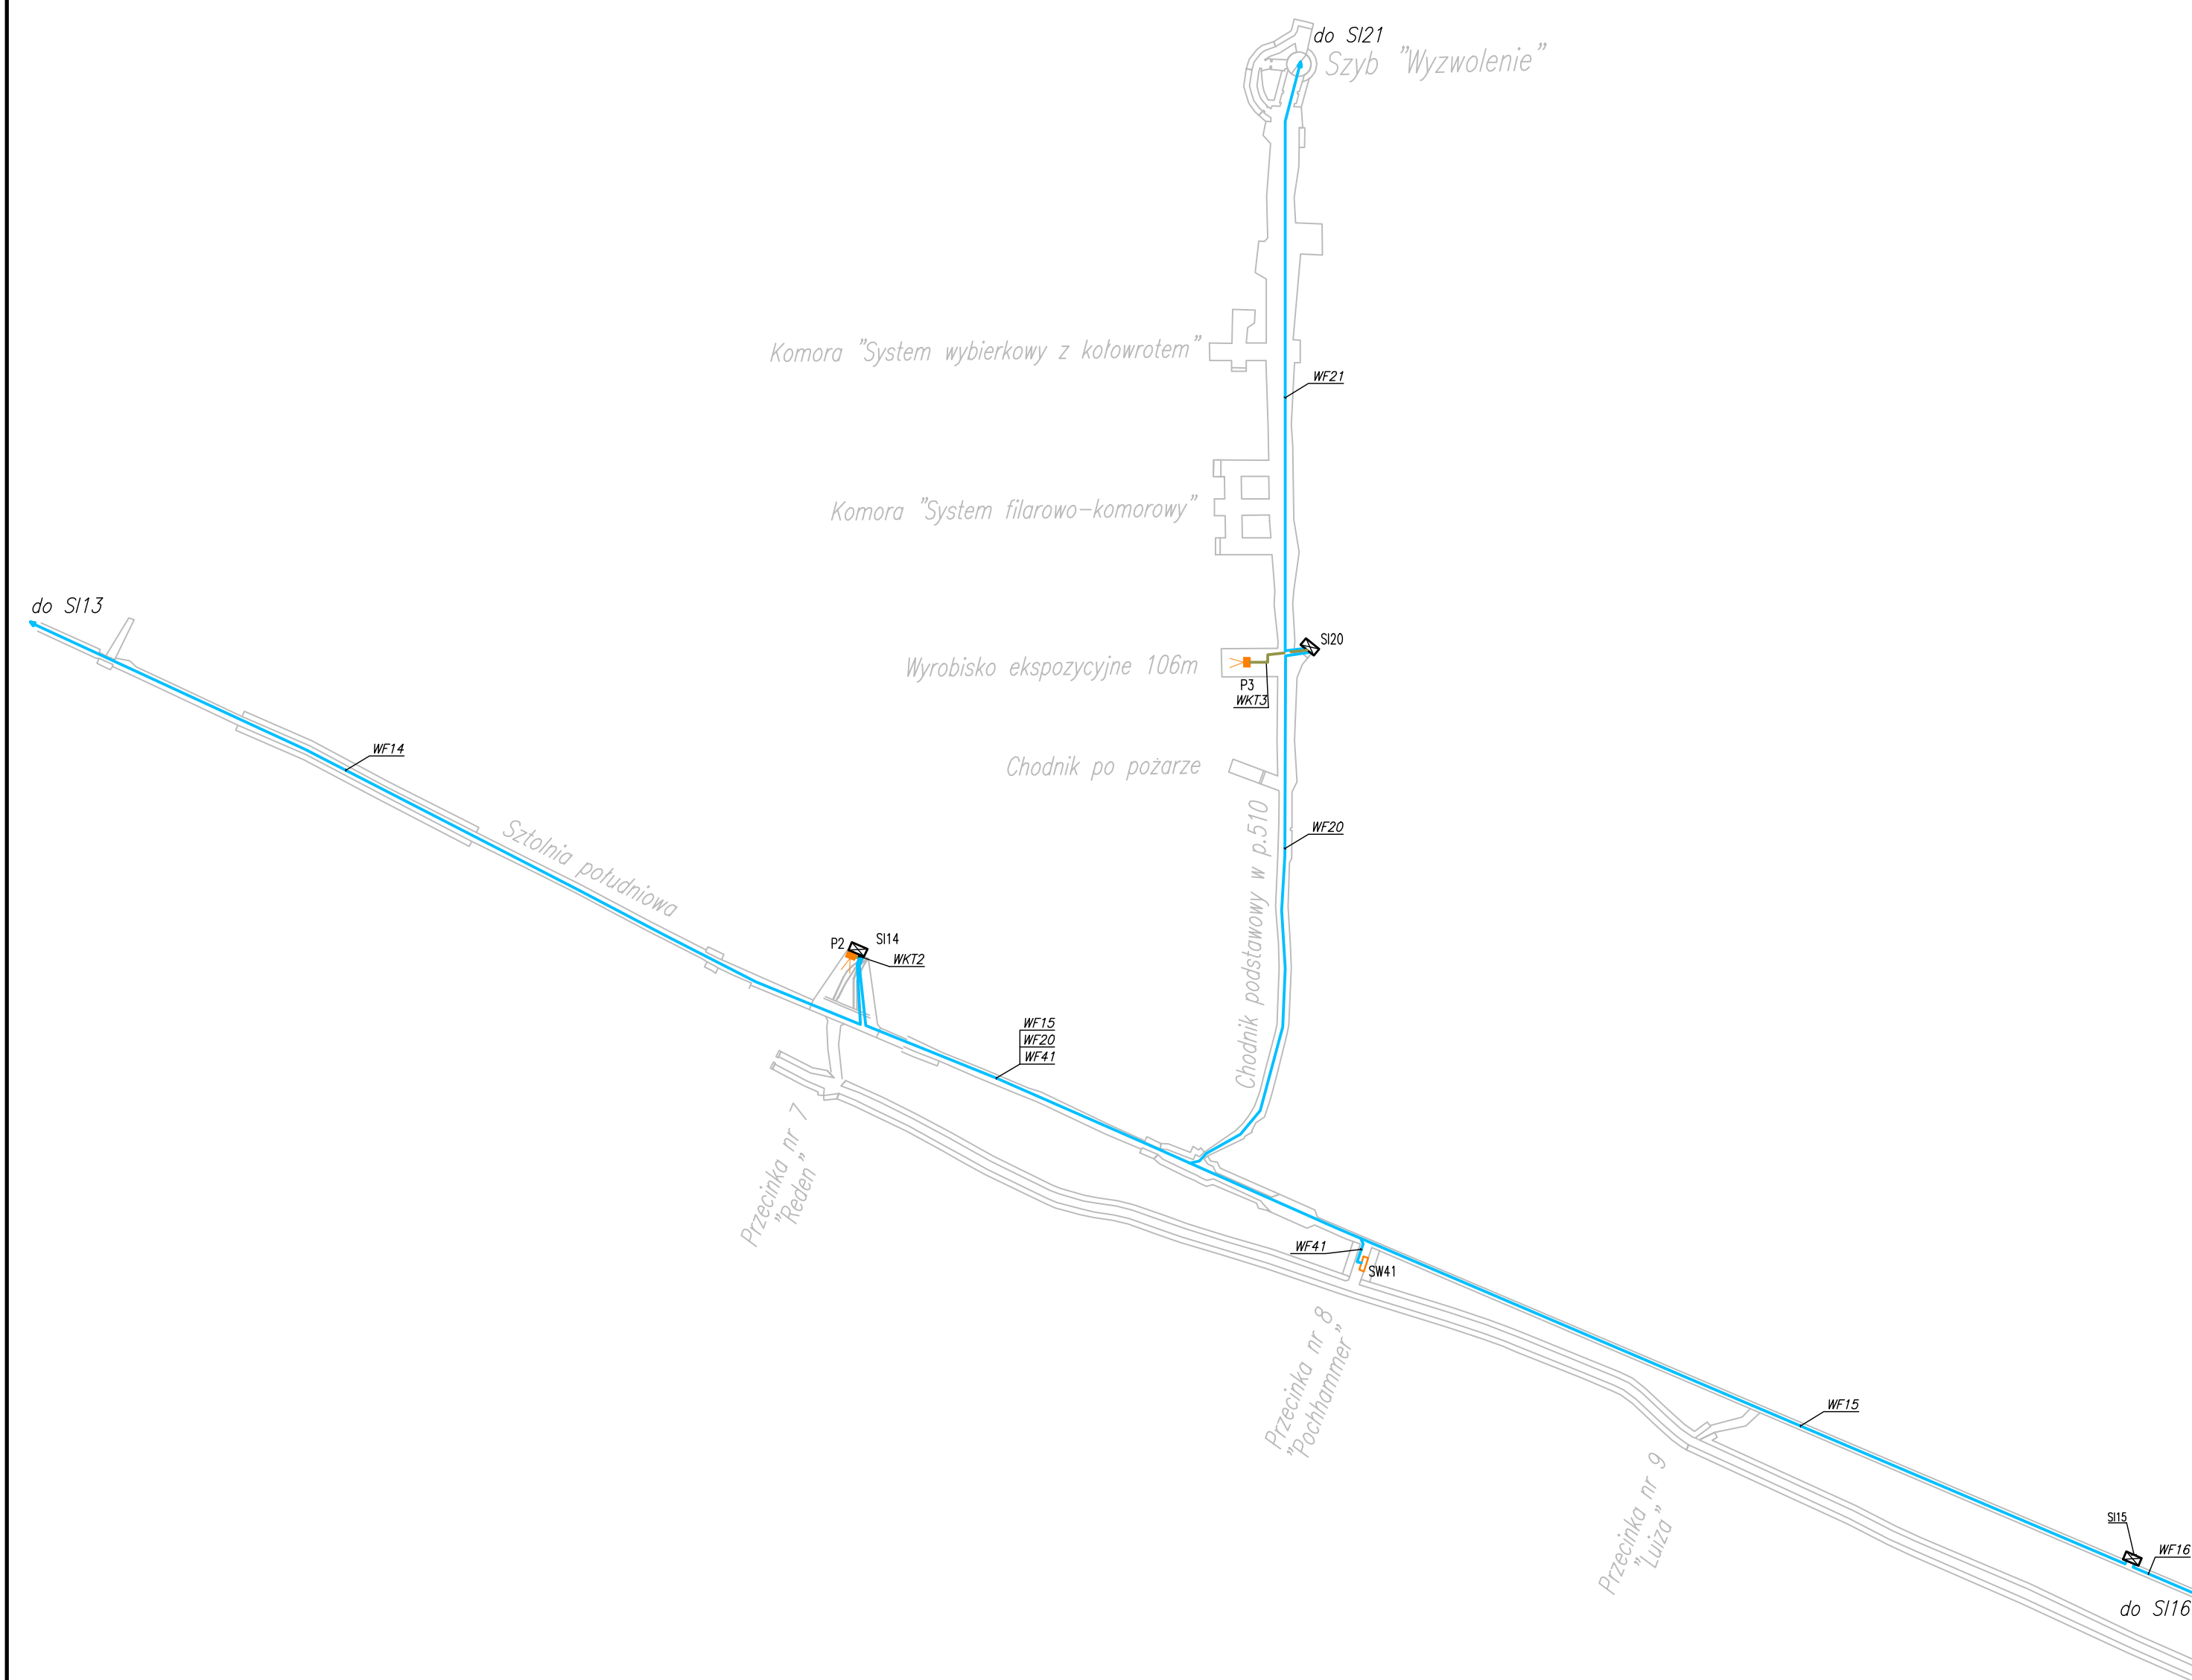 do SI21
Szyb "Wyzwolenie"
Komora "System wybierkowy z kołowrotem"
WF21
Komora "System filarowo-komorowy"
do SI13
SI20
Wyrobisko ekspozycyjne 106m
P3
WKT3
WF14
Chodnik po pożarze
Sztolnia południowa
WF20
Chodnik podstawowy w p.510
P2
SI14
WKT2
WF15
WF20
WF41
Przecinka nr 7
"Reden"
WF41
SW41
Przecinka nr 8
"Pochhammer"
WF15
Przecinka nr 9
"Luiza"
SI15
WF16
do SI16